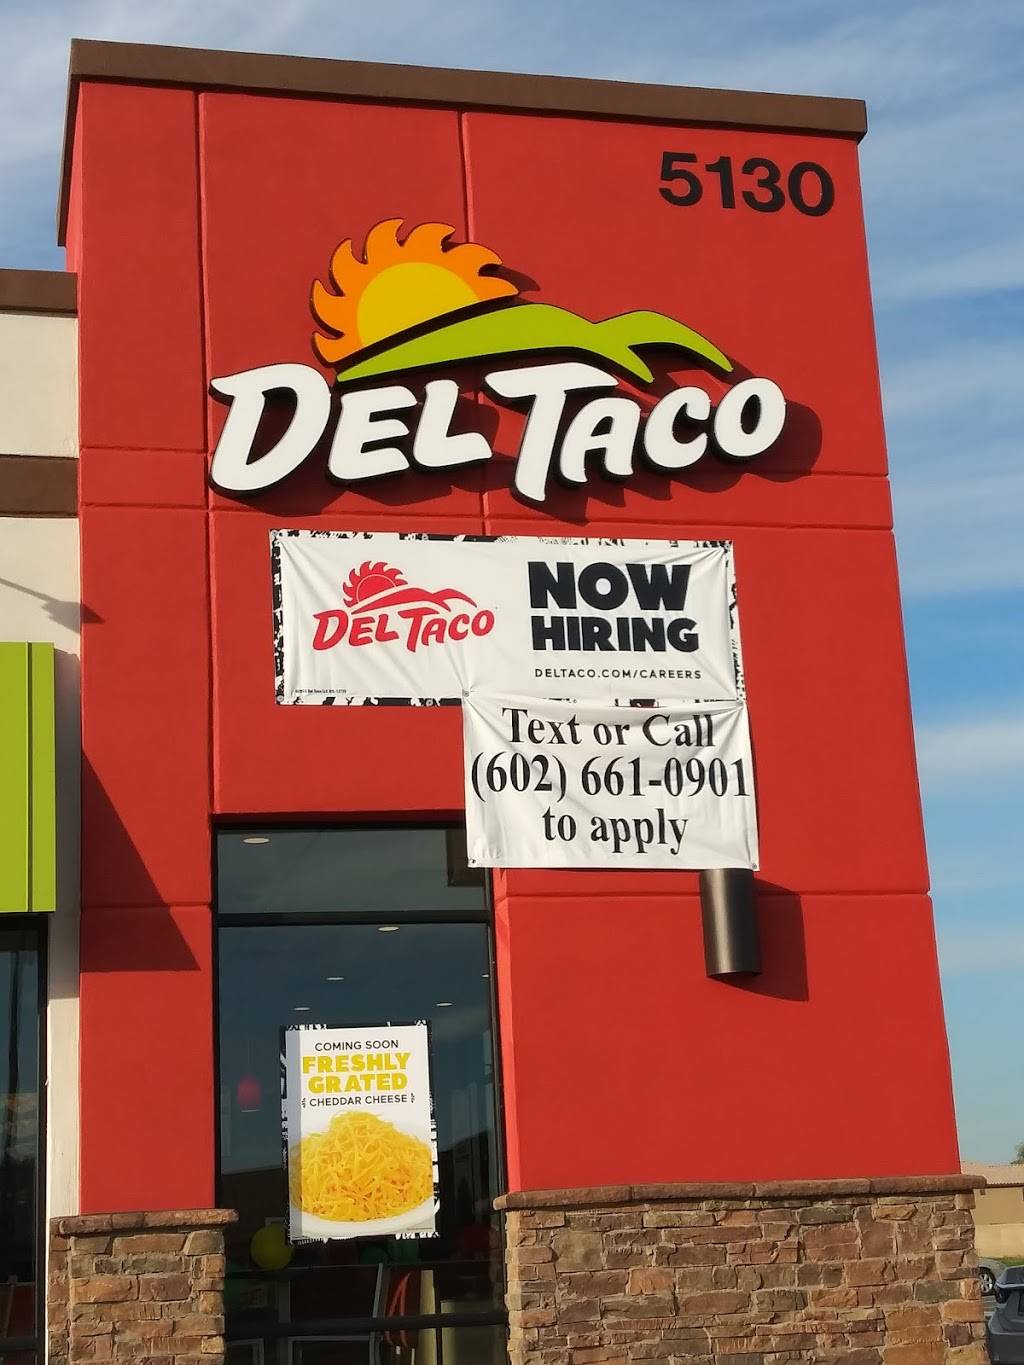 5130
DEL TACO
DEL TACO
NOW
HIRING
DELTACO.COM/CAREERS
Text or Call
(602) 661-0901
to apply
COMING SOON
FRESHLY
GRATED
CHEDDAR CHEESE